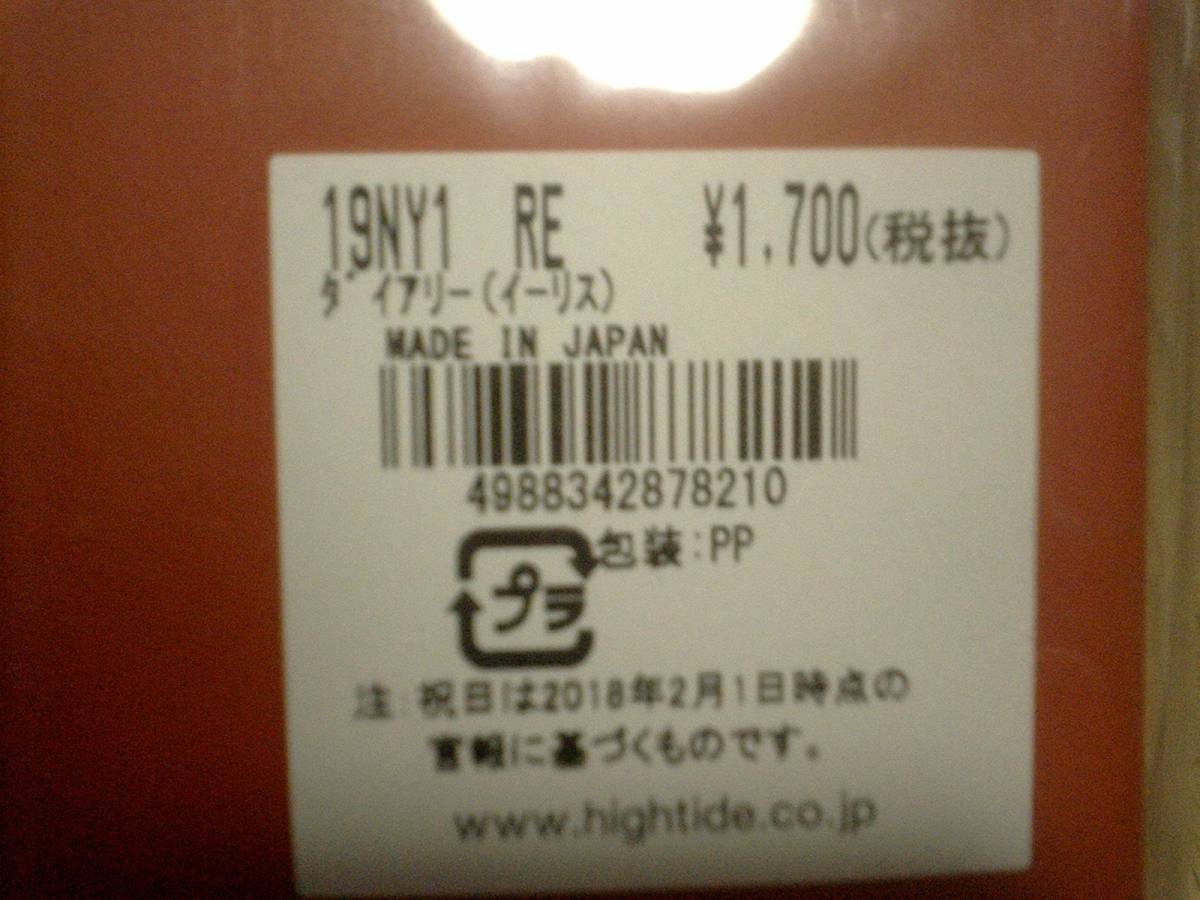 19NY1 RE ¥1,700(税抜)
ﾀﾞｲｱﾘｰ(ｲｰﾘｽ)
MADE IN JAPAN
4988342878210
包装:PP
プラ
注:祝日は2018年2月1日時点の
官報に基づくものです。
www.hightide.co.jp